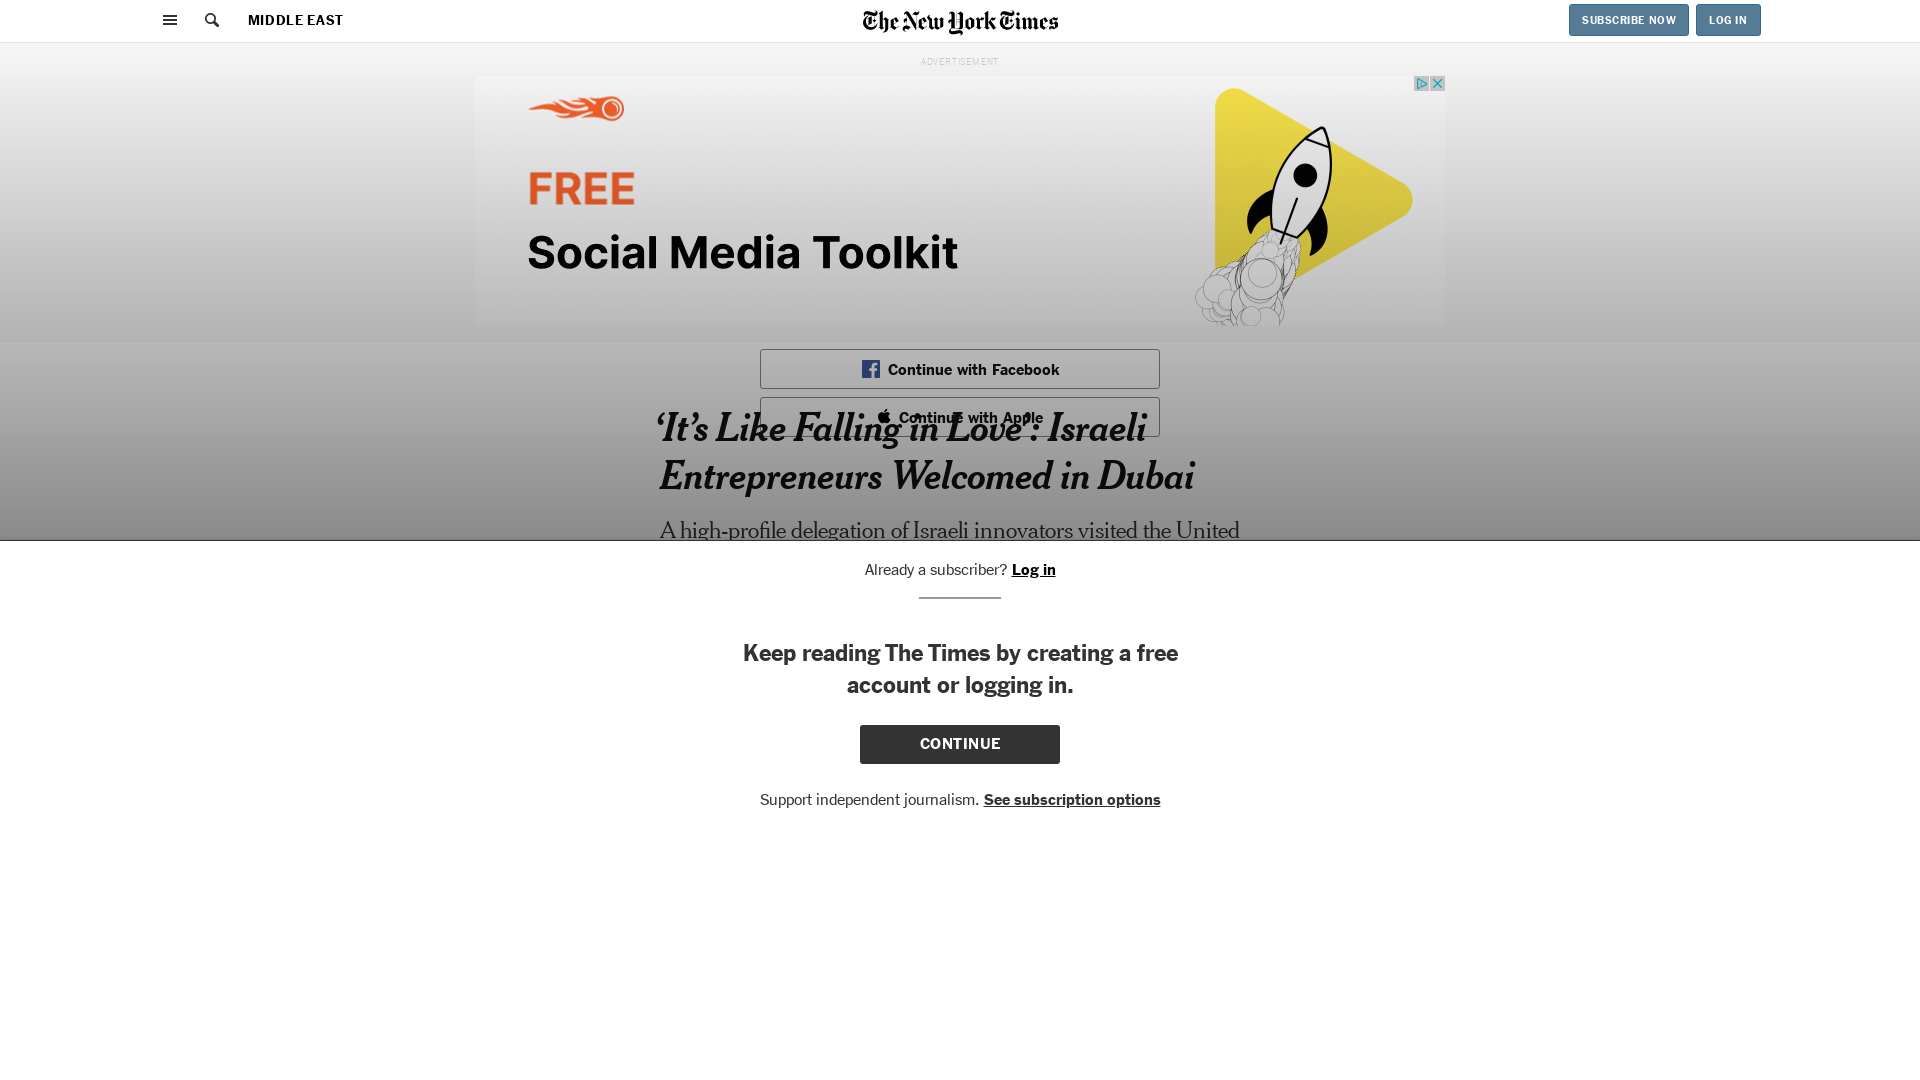 MIDDLE EAST
The New York Times
SUBSCRIBE NOW
LOG IN
ADVERTISEMENT
FREE
Social Media Toolkit
Continue with Facebook
Continue with Apple
‘It’s Like Falling in Love’: Israeli
Entrepreneurs Welcomed in Dubai
A high-profile delegation of Israeli innovators visited the United
Already a subscriber? Log in
Keep reading The Times by creating a free
account or logging in.
CONTINUE
Support independent journalism. See subscription options